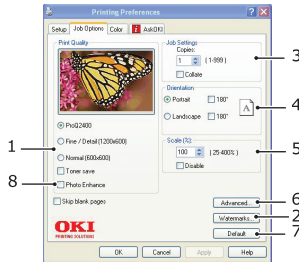 Printing Preferences
Setup Job Options Color AskOKI
Print Quality
ProQ2400
Fine / Detail (1200x600)
Normal (600x600)
Toner save
Photo Enhance
Skip blank pages
OKI
PRINTING SOLUTIONS
Job Settings
Copies:
1 (1-999)
Collate
Orientation
Portrait 180°
Landscape 180°
A
Scale (%):
100 (25-400%)
Disable
Advanced...
Watermarks...
Default
OK Cancel Apply Help
1
8
3
4
5
6
2
7